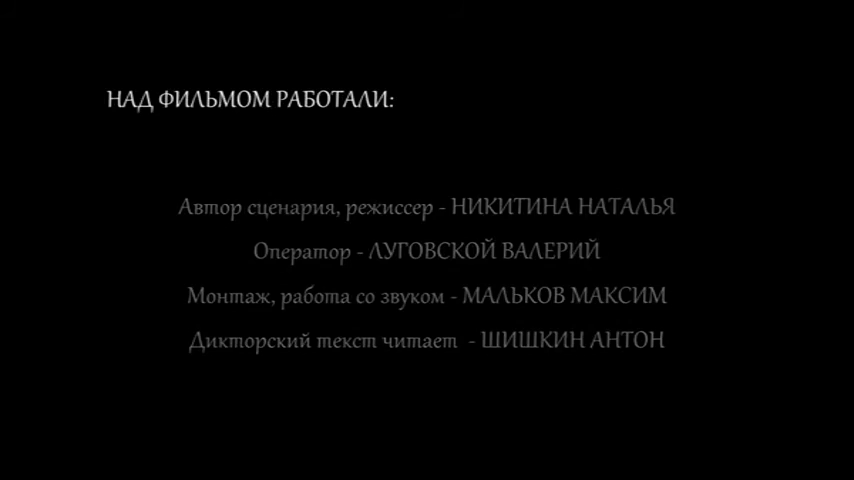 НАД ФИЛЬМОМ РАБОТАЛИ:
Автор сценария, режиссер - НИКИТИНА НАТАЛЬЯ
Оператор - ЛУГОВСКОЙ ВАЛЕРИЙ
Монтаж, работа со звуком - МАЛЬКОВ МАКСИМ
Дикторский текст читает - ШИШКИН АНТОН